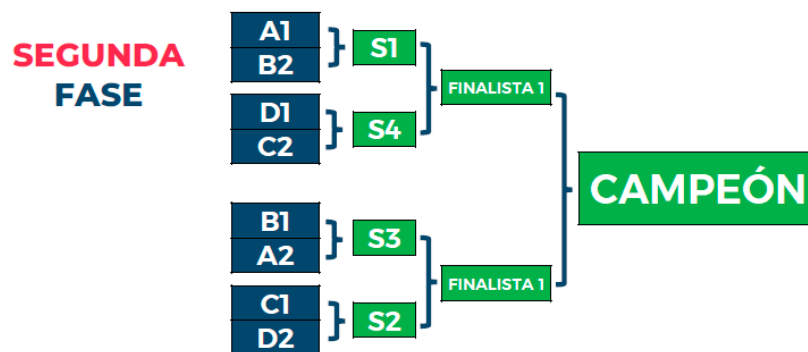 SEGUNDA
FASE
A1
B2
S1
D1
C2
S4
FINALISTA 1
B1
A2
S3
C1
D2
S2
FINALISTA 1
CAMPEÓN